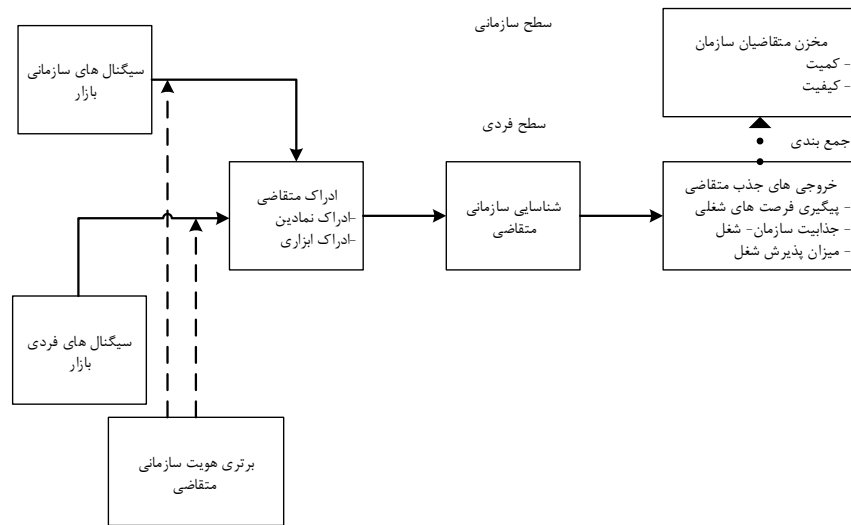 سطح سازمانی
سیگنال های سازمانی
بازار
مخزن متقاضیان سازمان
- کمیت
- کیفیت
سطح فردی
جمع بندی
ادراک متقاضی
-ادراک نمادین
-ادراک ابزاری
شناسایی سازمانی
متقاضی
خروجی های جذب متقاضی
- پیگیری فرصت های شغلی
- جذابیت سازمان- شغل
- میزان پذیرش شغل
سیگنال های فردی
بازار
برتری هویت سازمانی
متقاضی